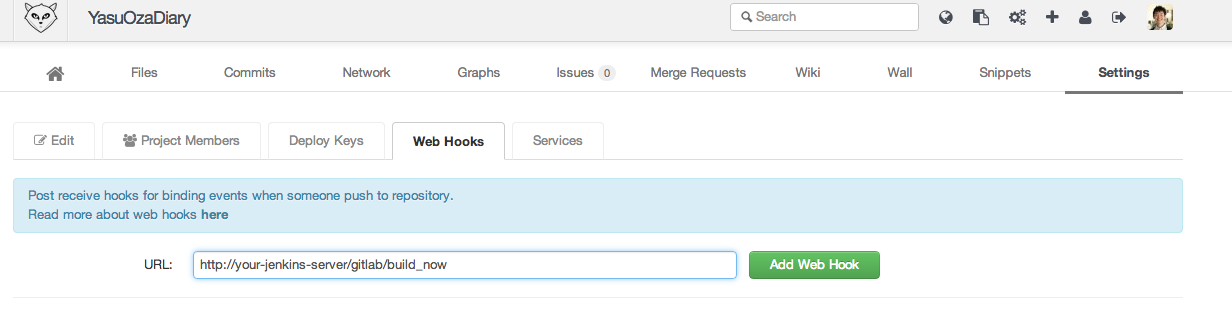 YasuOzaDiary
Search
Files Commits Network Graphs Issues 0 Merge Requests Wiki Wall Snippets Settings
Edit Project Members Deploy Keys Web Hooks Services
Post receive hooks for binding events when someone push to repository.
Read more about web hooks here
URL: http://your-jenkins-server/gitlab/build_now Add Web Hook